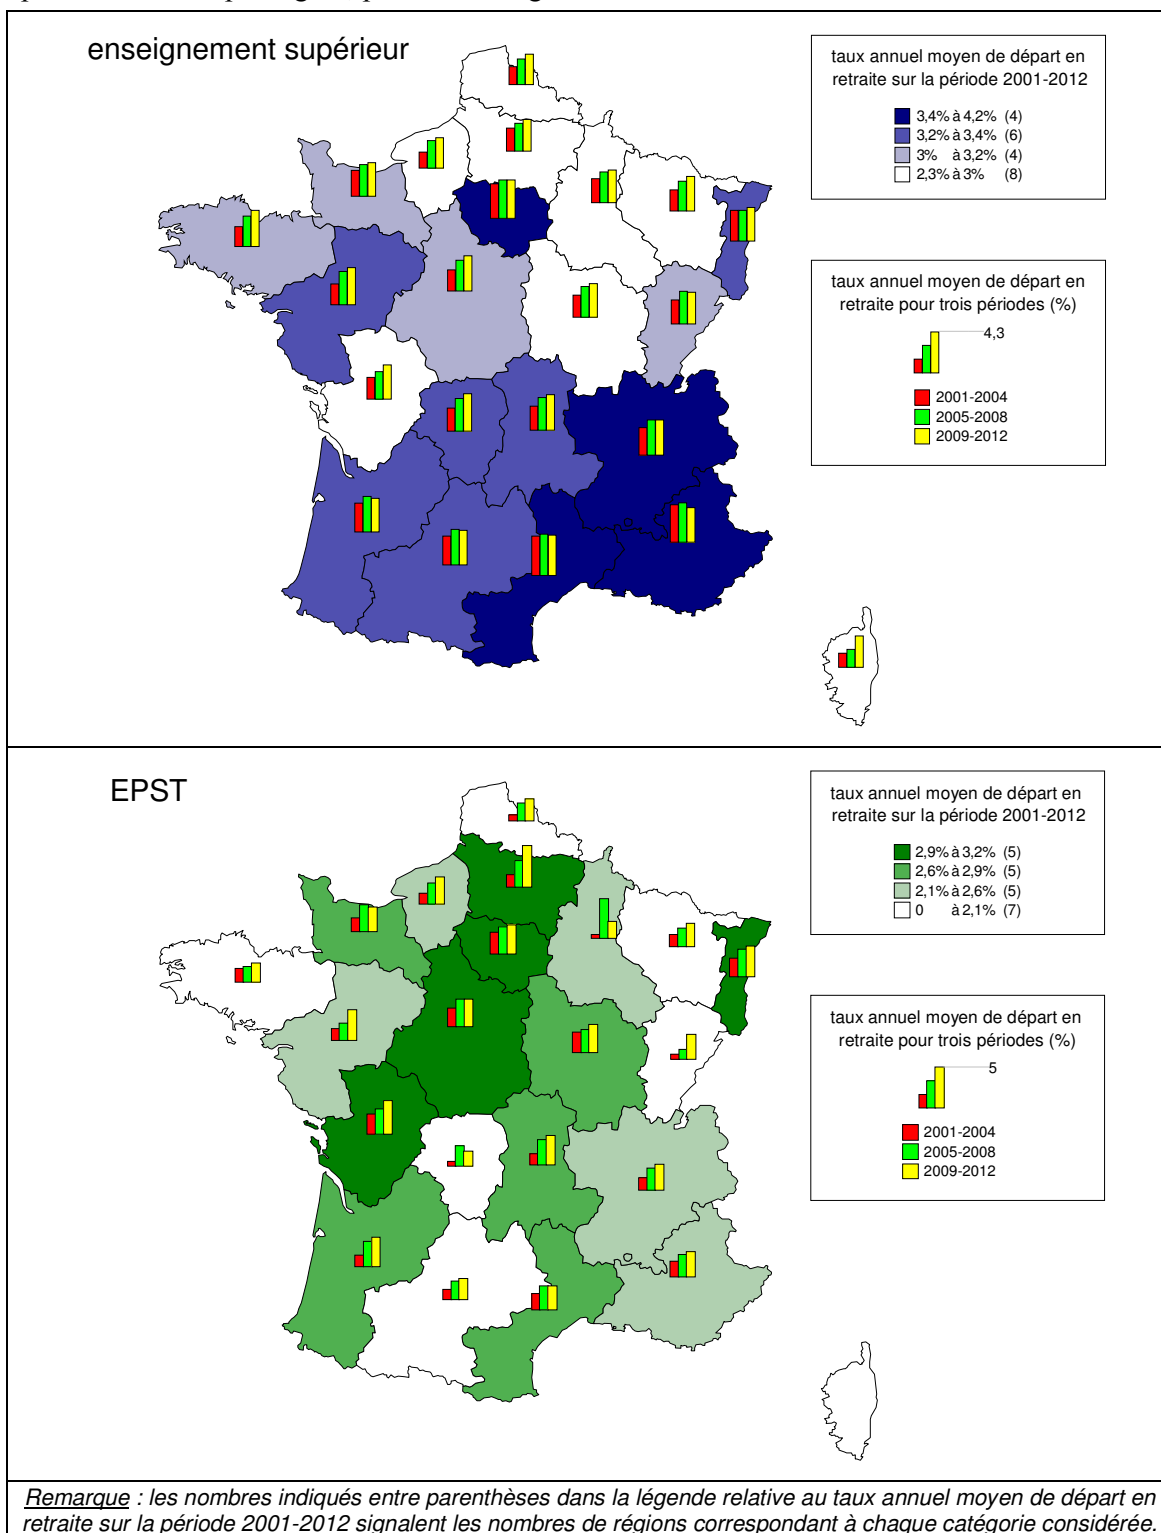 enseignement supérieur
taux annuel moyen de départ en
retraite sur la période 2001-2012
3,4% à 4,2% (4)
3,2% à 3,4% (6)
3% à 3,2% (4)
2,3% à 3% (8)
taux annuel moyen de départ en
retraite pour trois périodes (%)
4,3
2001-2004
2005-2008
2009-2012
EPST
taux annuel moyen de départ en
retraite sur la période 2001-2012
2,9% à 3,2% (5)
2,6% à 2,9% (5)
2,1% à 2,6% (5)
0 à 2,1% (7)
taux annuel moyen de départ en
retraite pour trois périodes (%)
5
2001-2004
2005-2008
2009-2012
Remarque : les nombres indiqués entre parenthèses dans la légende relative au taux annuel moyen de départ en
retraite sur la période 2001-2012 signalent les nombres de régions correspondant à chaque catégorie considérée.